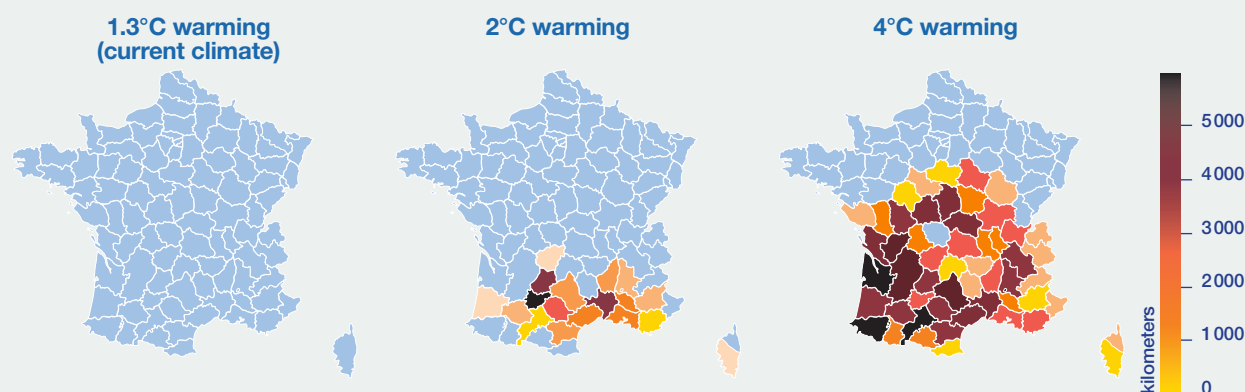 1.3°C warming
(current climate)
2°C warming
4°C warming
5000
4000
3000
2000
1000
0
kilometers